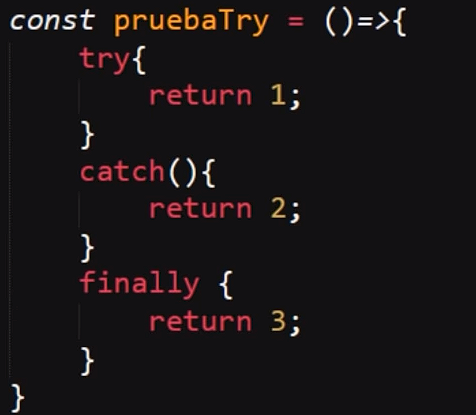 const pruebaTry = ()=>{
try{
return 1;
}
catch(){
return 2;
}
finally {
return 3;
}
}